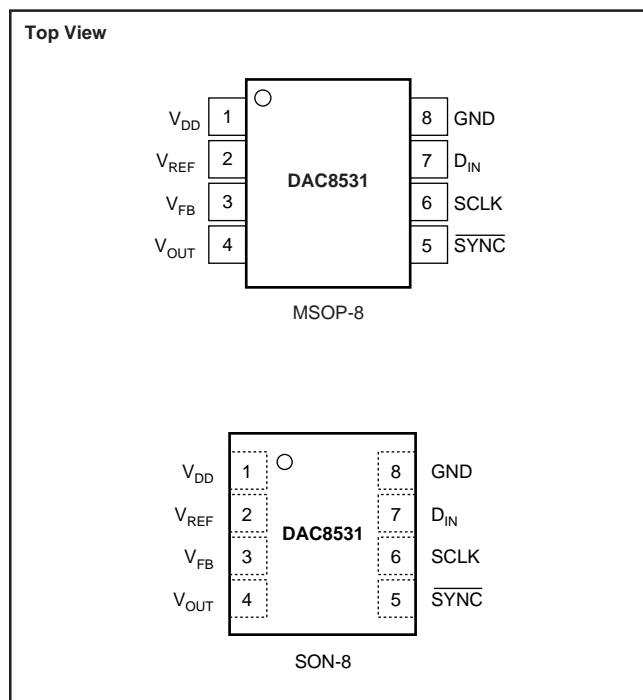 Top View
V_DD 1 8 GND
V_REF 2 7 D_IN
DAC8531
V_FB 3 6 SCLK
V_OUT 4 5 S̅Y̅N̅C̅
MSOP-8
V_DD 1 8 GND
V_REF 2 7 D_IN
DAC8531
V_FB 3 6 SCLK
V_OUT 4 5 S̅Y̅N̅C̅
SON-8